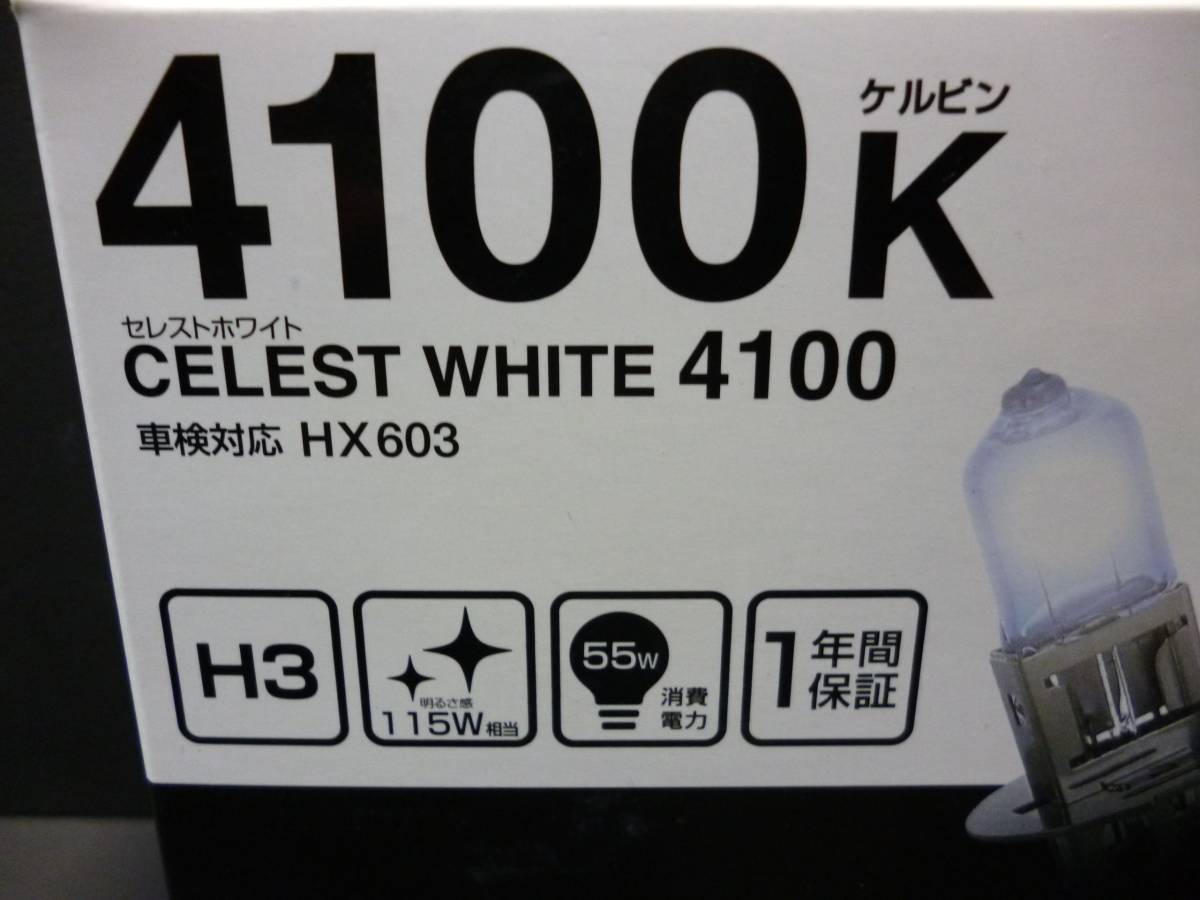 4100K
ケルビン
セレストホワイト
CELEST WHITE 4100
車検対応 HX603
H3
明るさ感
115W相当
55W
消費
電力
1年間
保証